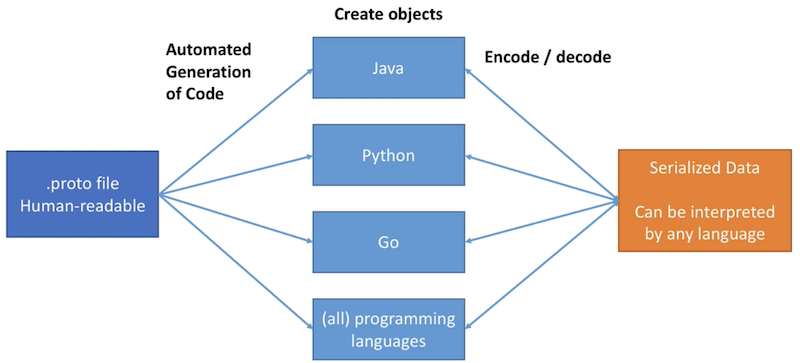 Create objects
Automated
Generation
of Code
Java
Encode / decode
Python
.proto file
Human-readable
Serialized Data
Can be interpreted
by any language
Go
(all) programming
languages